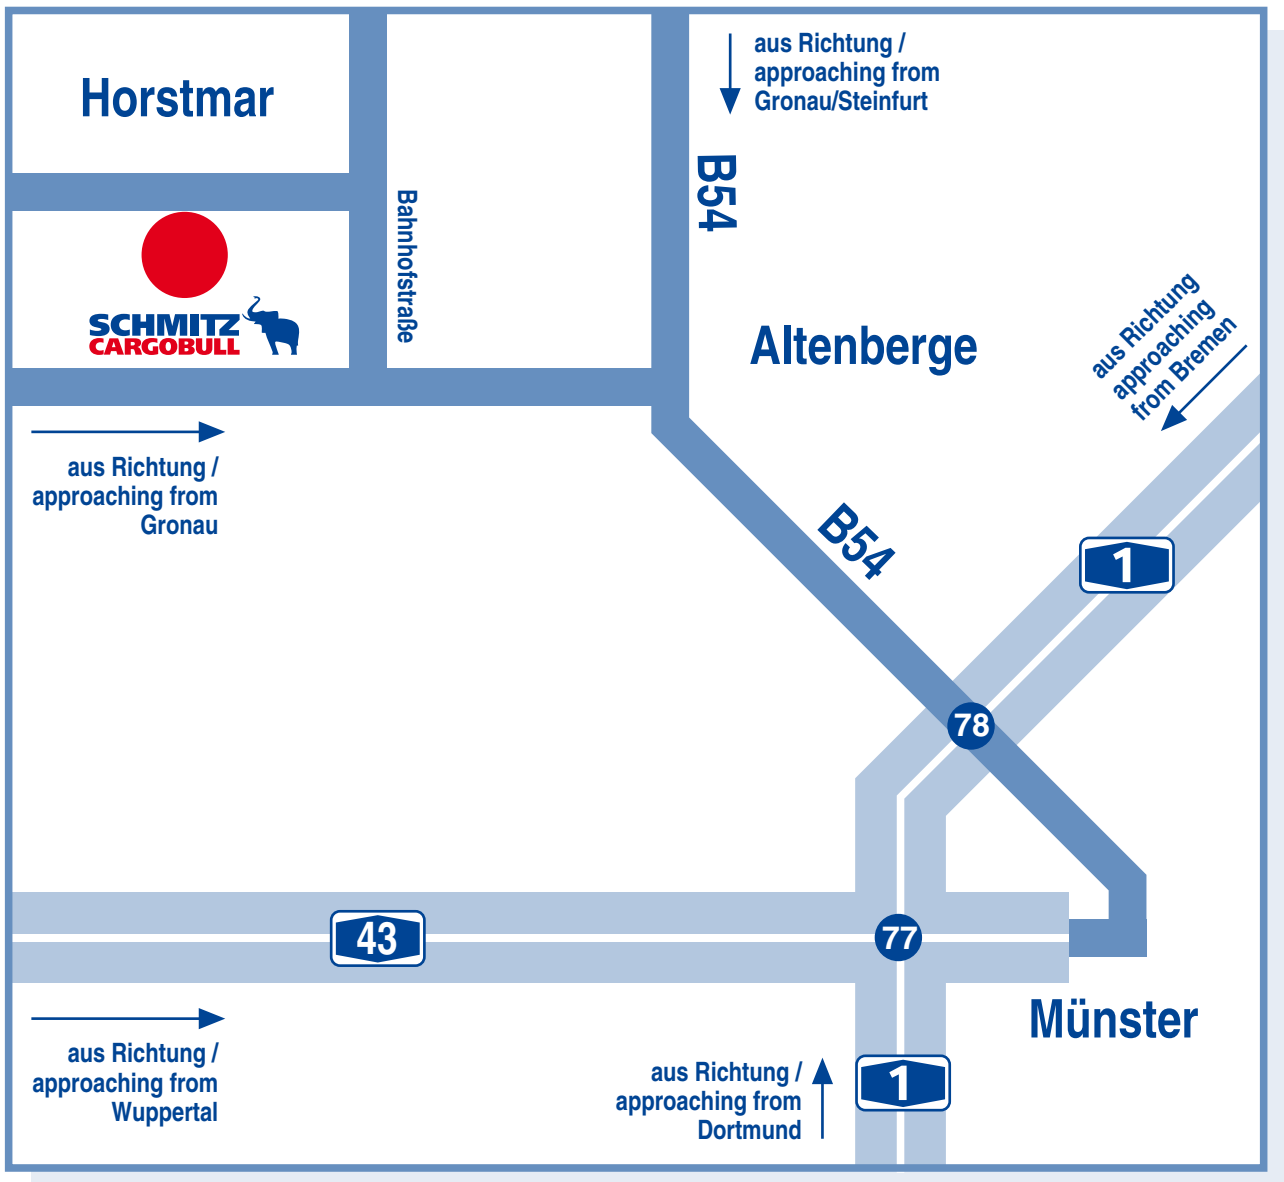 aus Richtung /
approaching from
Gronau/Steinfurt
Horstmar
B54
Bahnhofstraße
SCHMITZ
CARGOBULL
Altenberge
aus Richtung
approaching
from Bremen
aus Richtung /
approaching from
Gronau
B54
1
78
43
77
Münster
aus Richtung /
approaching from
Wuppertal
aus Richtung /
approaching from
Dortmund
1